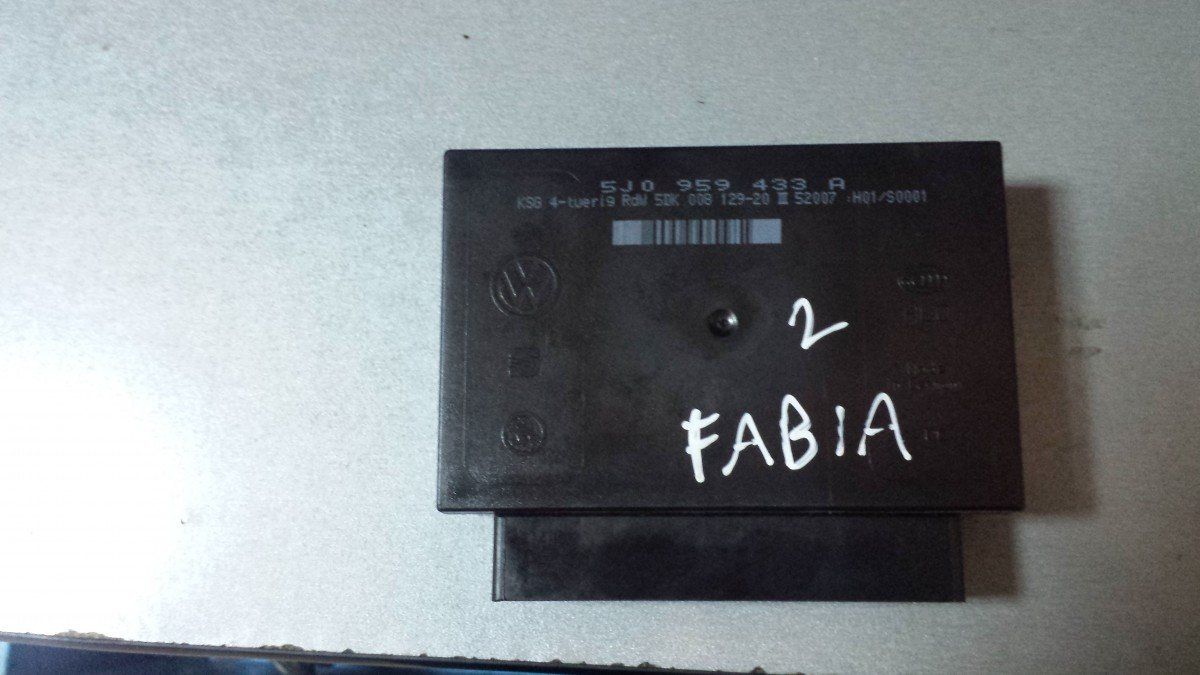 5J0 959 433 A
KSG 4-tuerig RdW 5DK 008 129-20 52007 :H01/S0001
2
FABIA